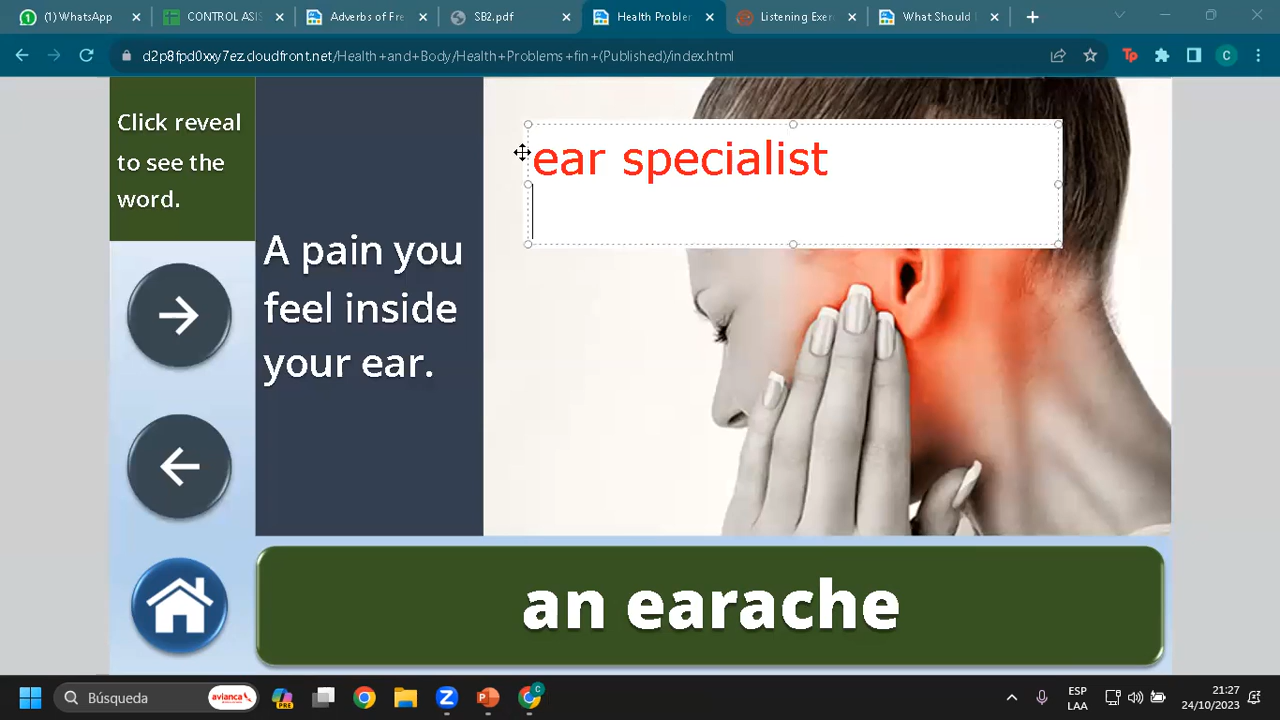 (1) WhatsApp
CONTROL ASIS
Adverbs of Fre
SB2.pdf
Health Probler
Listening Exer
What Should
d2p8fpd0xxy7ez.cloudfront.net/Health+and+Body/Health+Problems+fin+(Published)/index.html
Tp
C
Click reveal
to see the
word.
A pain you
feel inside
your ear.
ear specialist
an earache
Búsqueda
avianca
PRE
ESP
LAA
21:27
24/10/2023